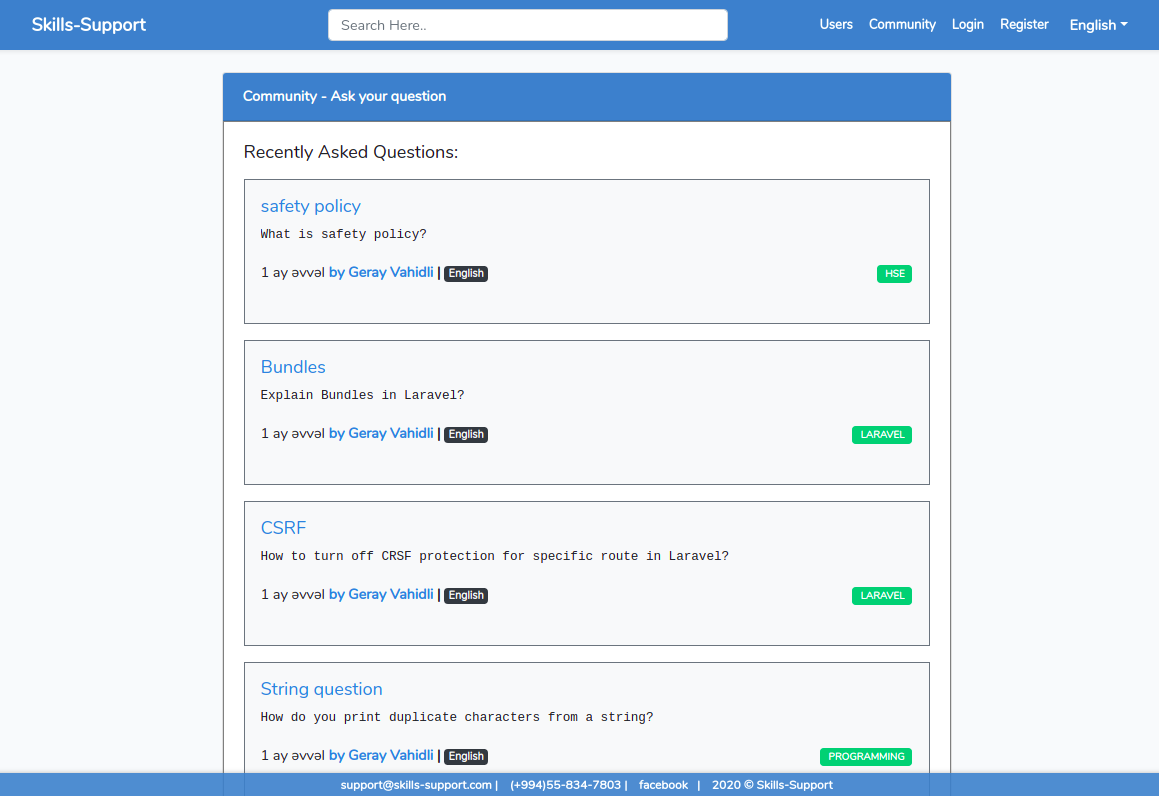 Skills-Support Search Here.. Users Community Login Register English
Community - Ask your question
Recently Asked Questions:
safety policy
What is safety policy?
1 ay əvvəl by Geray Vahidli | English HSE
Bundles
Explain Bundles in Laravel?
1 ay əvvəl by Geray Vahidli | English LARAVEL
CSRF
How to turn off CRSF protection for specific route in Laravel?
1 ay əvvəl by Geray Vahidli | English LARAVEL
String question
How do you print duplicate characters from a string?
1 ay əvvəl by Geray Vahidli | English PROGRAMMING
support@skills-support.com | (+994)55-834-7803 | facebook | 2020 © Skills-Support